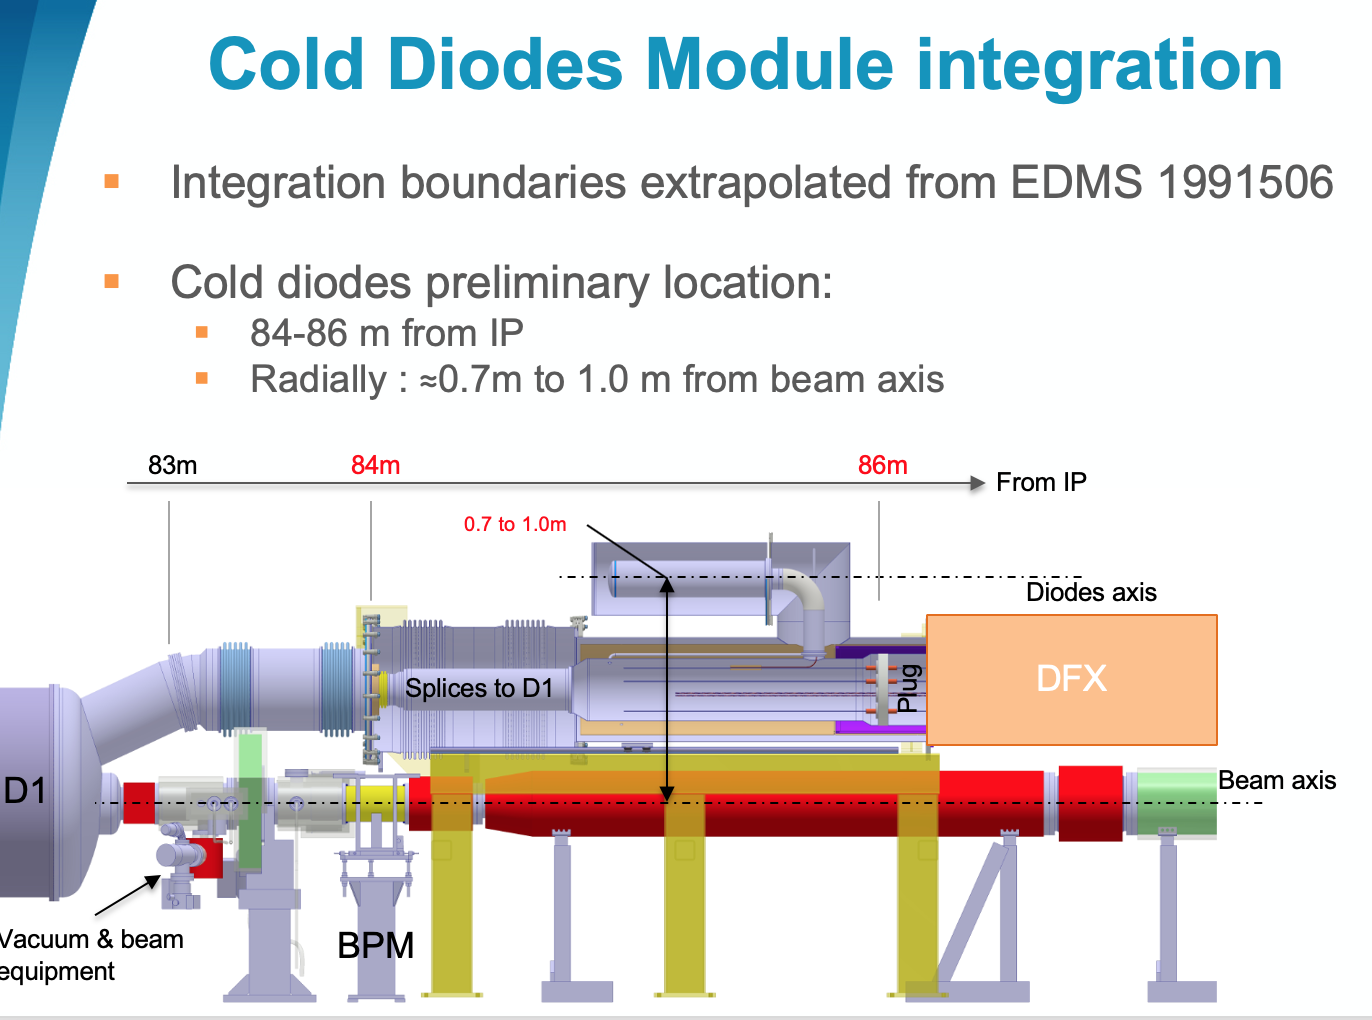 Cold Diodes Module integration
Integration boundaries extrapolated from EDMS 1991506
Cold diodes preliminary location:
84-86 m from IP
Radially : ≈0.7m to 1.0 m from beam axis
83m
84m
86m
From IP
0.7 to 1.0m
Diodes axis
Splices to D1
Plug
DFX
D1
Beam axis
Vacuum & beam
equipment
BPM